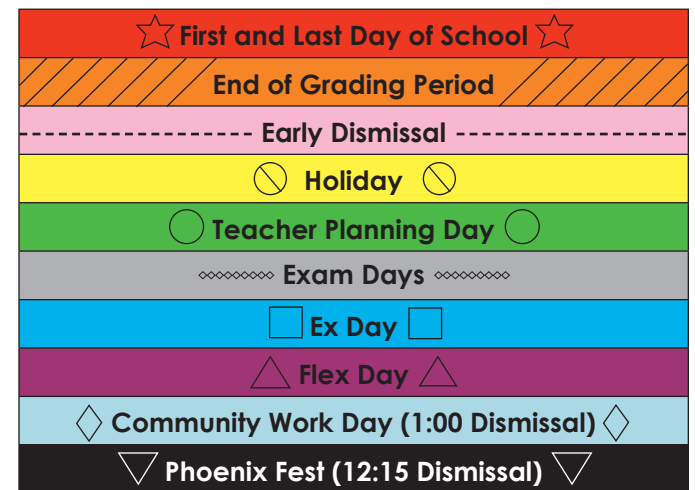 First and Last Day of School
End of Grading Period
Early Dismissal
Holiday
Teacher Planning Day
Exam Days
Ex Day
Flex Day
Community Work Day (1:00 Dismissal)
Phoenix Fest (12:15 Dismissal)